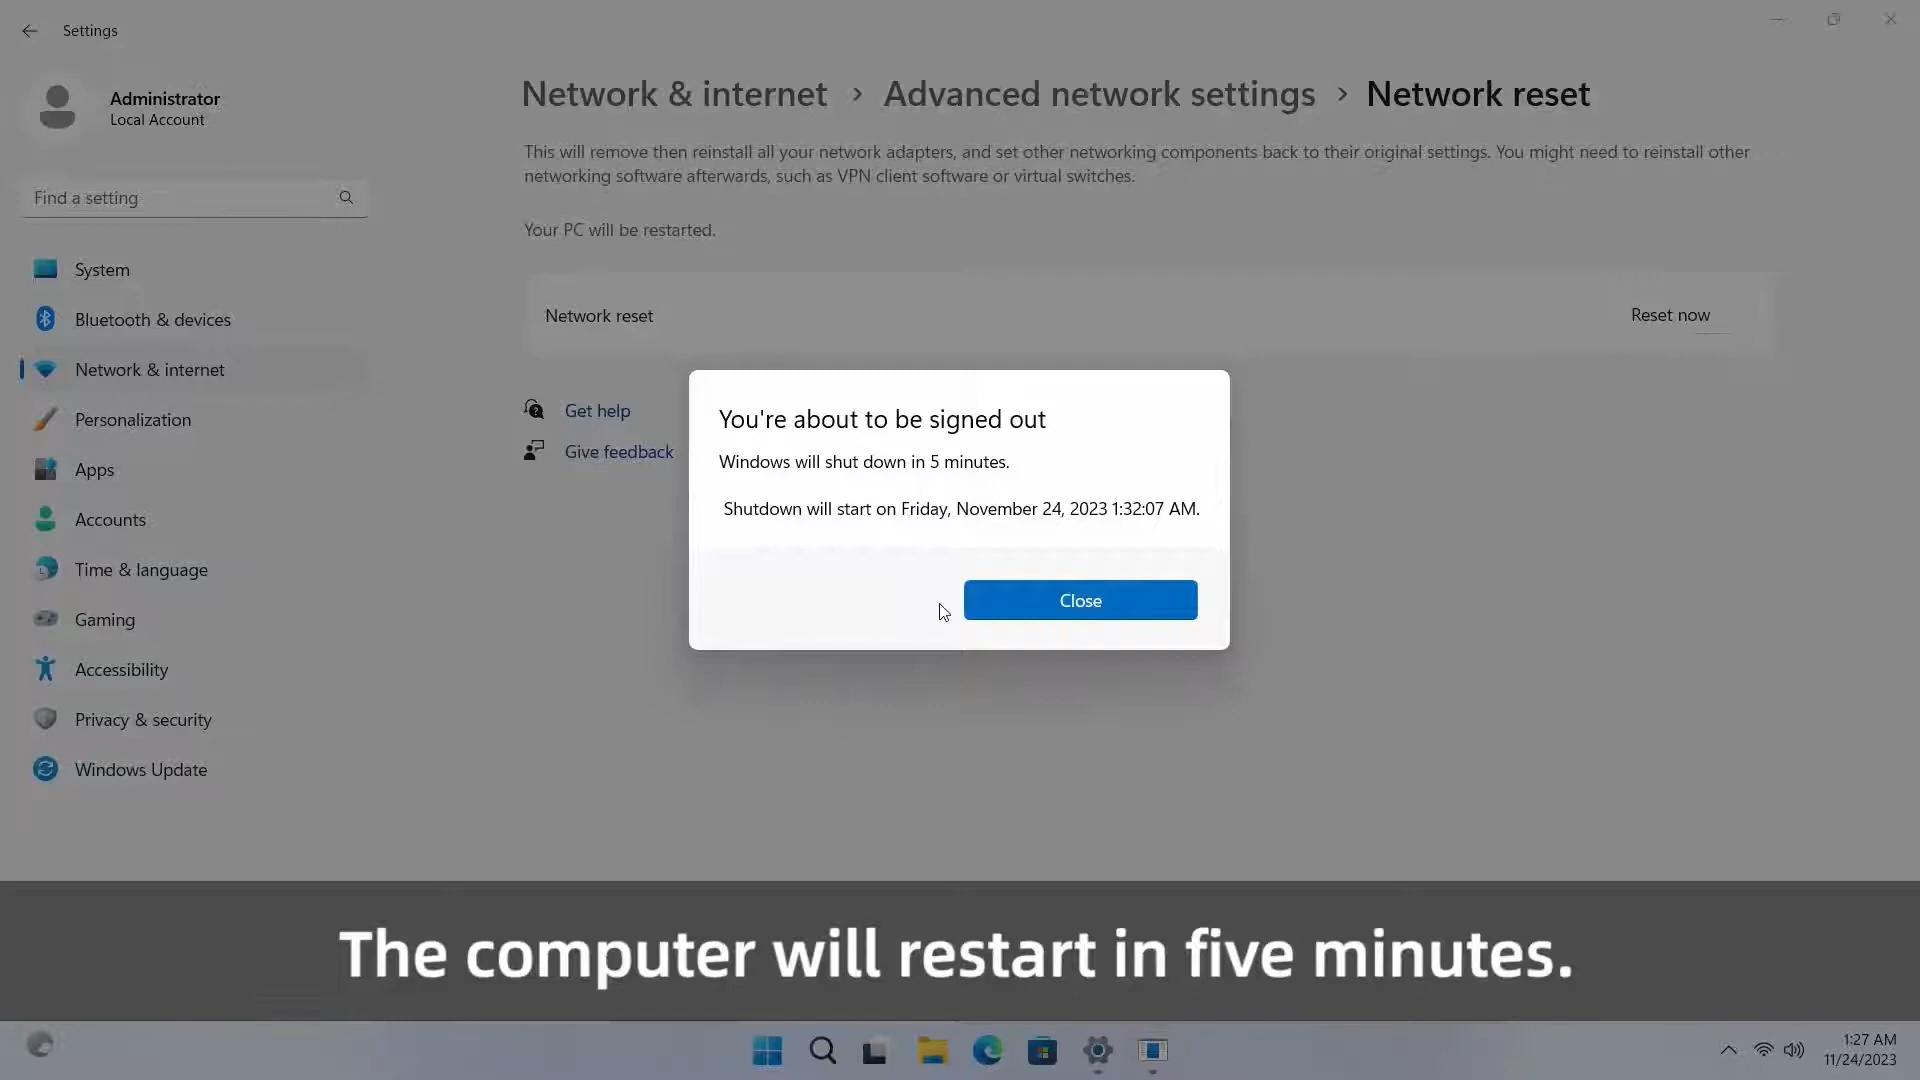 Settings
Administrator
Local Account
Find a setting
System
Bluetooth & devices
Network & internet
Personalization
Apps
Accounts
Time & language
Gaming
Accessibility
Privacy & security
Windows Update
Network & internet › Advanced network settings › Network reset
This will remove then reinstall all your network adapters, and set other networking components back to their original settings. You might need to reinstall other
networking software afterwards, such as VPN client software or virtual switches.
Your PC will be restarted.
Network reset
Reset now
Get help
Give feedback
You're about to be signed out
Windows will shut down in 5 minutes.
Shutdown will start on Friday, November 24, 2023 1:32:07 AM.
Close
The computer will restart in five minutes.
1:27 AM
11/24/2023